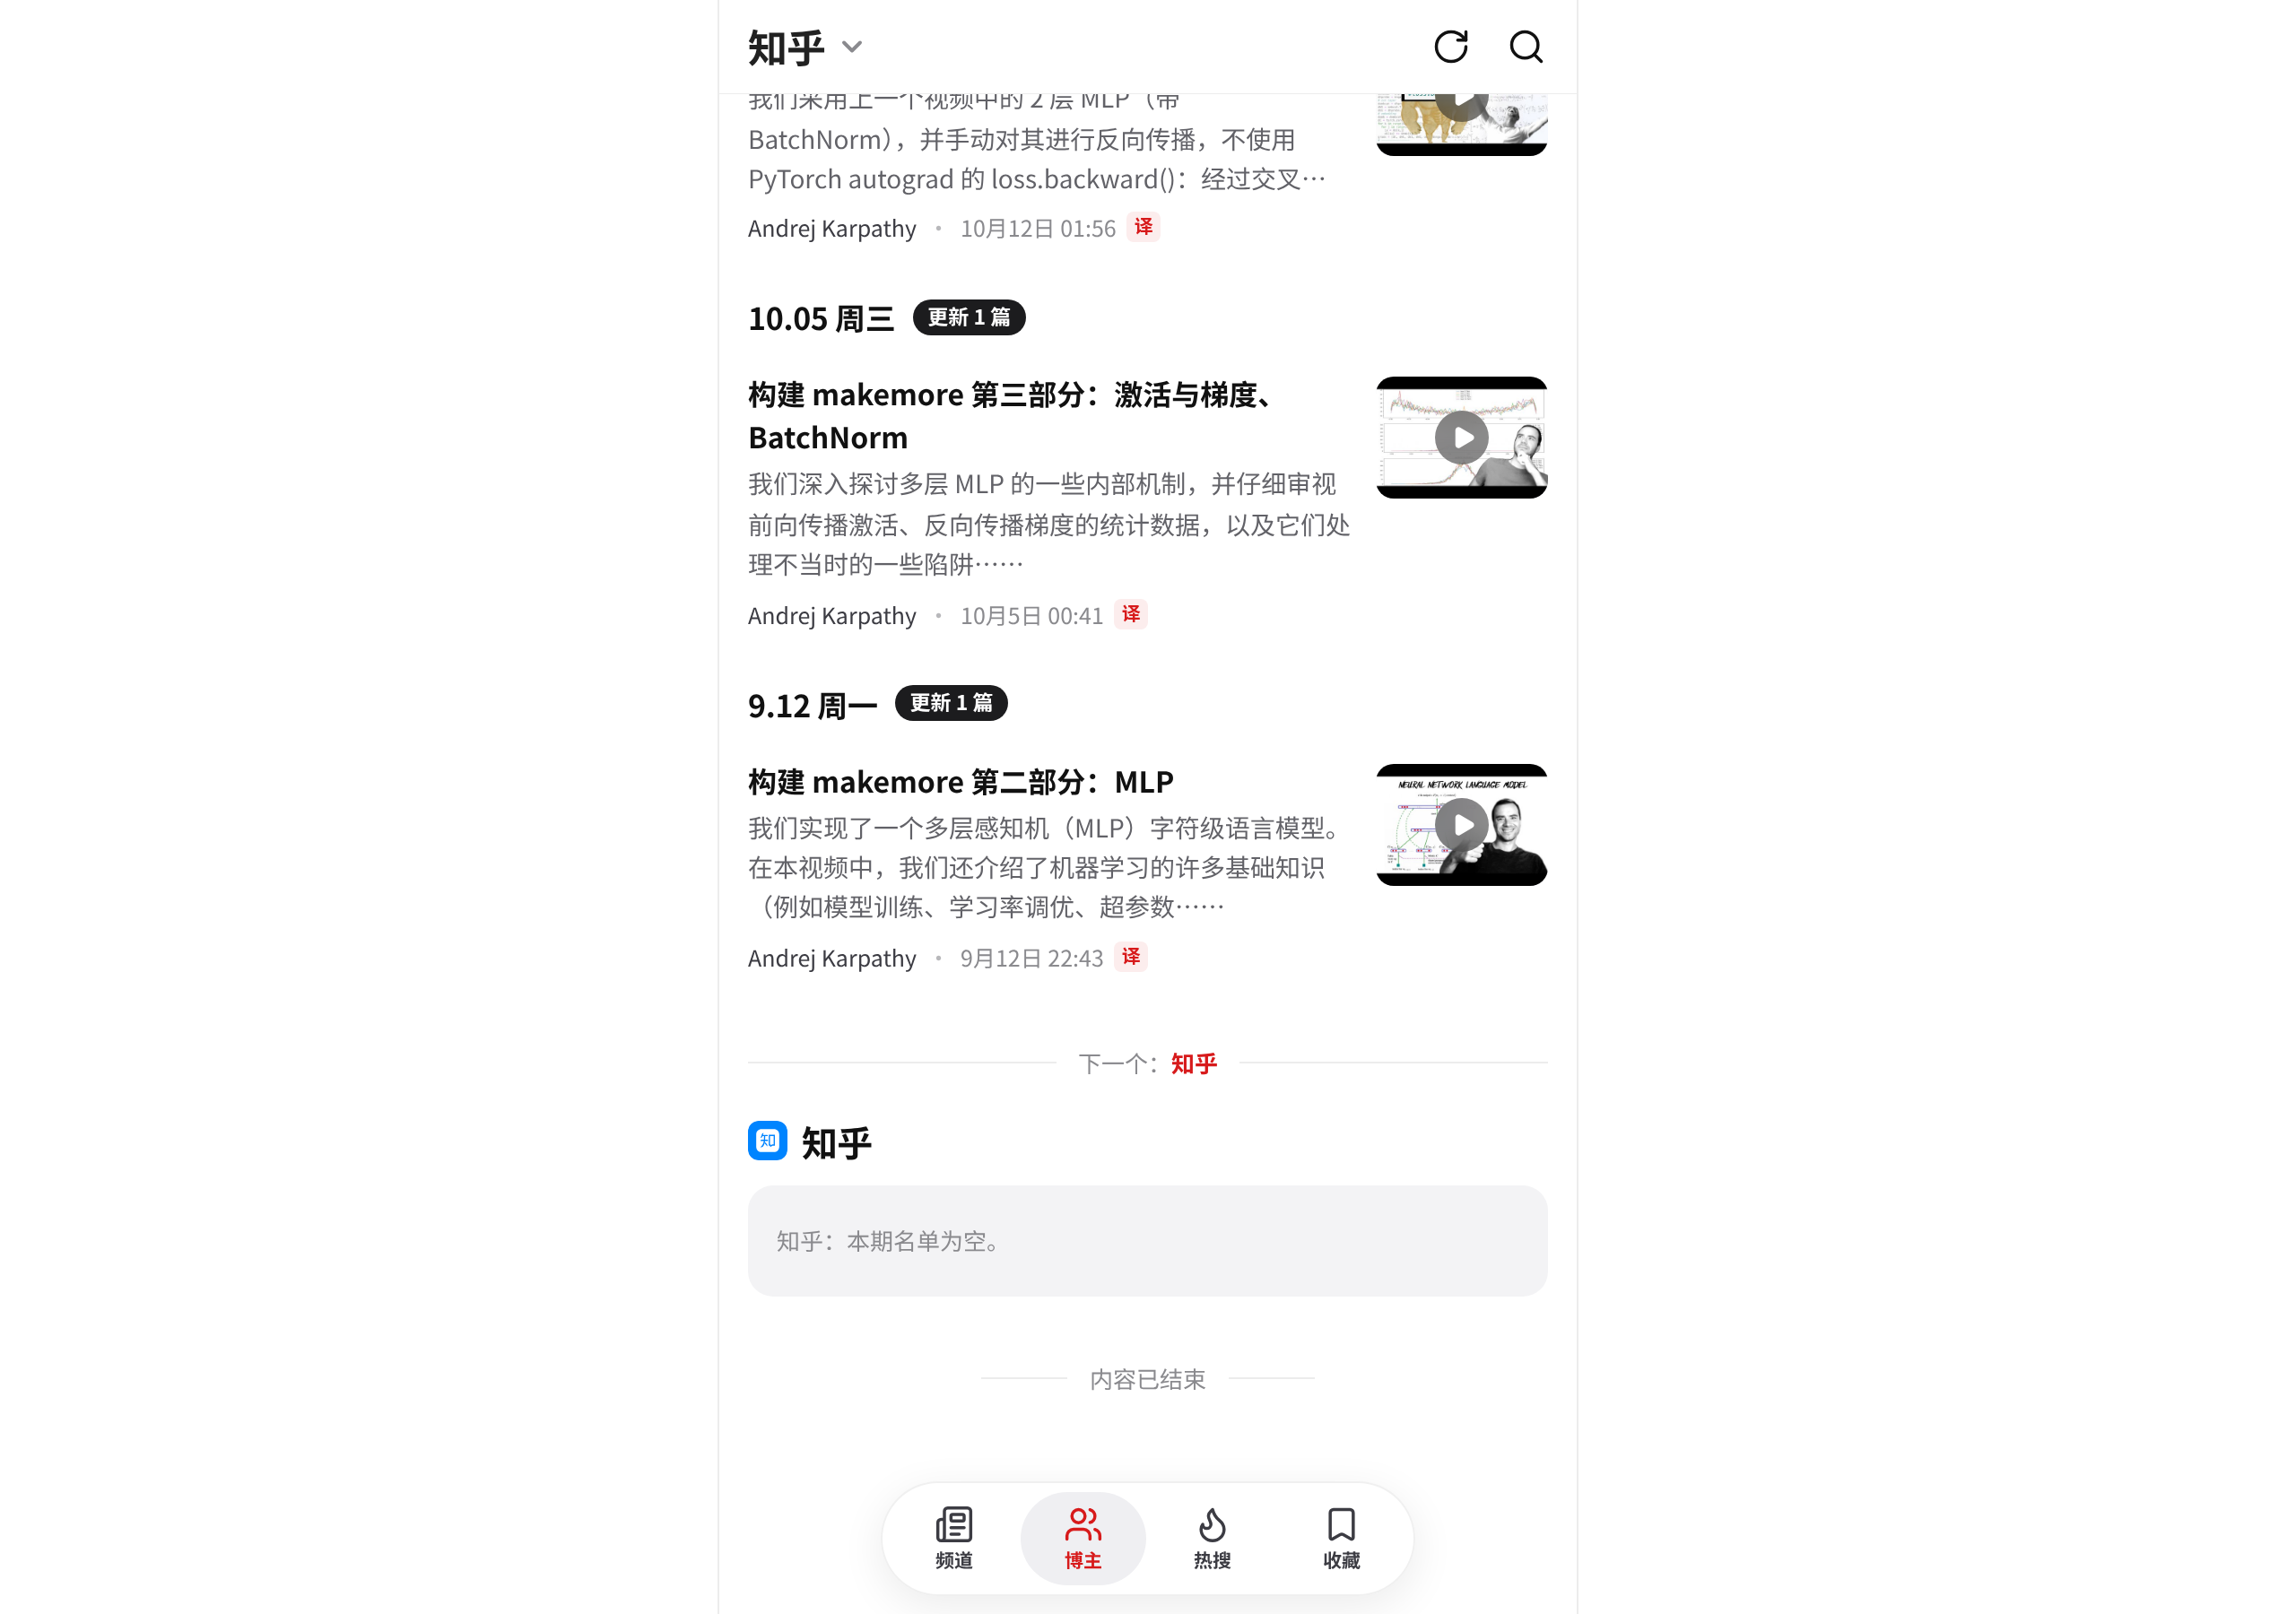 知乎
我们采用上一个视频中的 2 层 MLP（带
BatchNorm），并手动对其进行反向传播，不使用
PyTorch autograd 的 loss.backward()：经过交叉…
Andrej Karpathy • 10月12日 01:56 译
10.05 周三 更新 1 篇
构建 makemore 第三部分：激活与梯度、
BatchNorm
我们深入探讨多层 MLP 的一些内部机制，并仔细审视
前向传播激活、反向传播梯度的统计数据，以及它们处
理不当时的一些陷阱……
Andrej Karpathy • 10月5日 00:41 译
9.12 周一 更新 1 篇
构建 makemore 第二部分：MLP
NEURAL NETWORK LANGUAGE MODEL
我们实现了一个多层感知机（MLP）字符级语言模型。
在本视频中，我们还介绍了机器学习的许多基础知识
（例如模型训练、学习率调优、超参数……
Andrej Karpathy • 9月12日 22:43 译
下一个：知乎
知 知乎
知乎：本期名单为空。
内容已结束
频道 博主 热搜 收藏